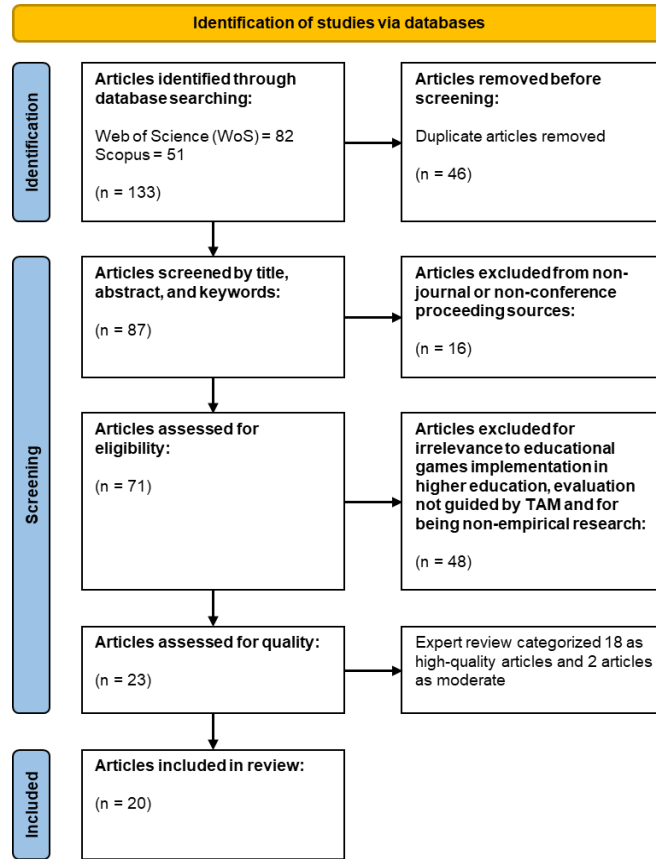 Identification of studies via databases
Identification
Articles identified through
database searching:
Web of Science (WoS) = 82
Scopus = 51
(n = 133)
Articles removed before
screening:
Duplicate articles removed
(n = 46)
Screening
Articles screened by title,
abstract, and keywords:
(n = 87)
Articles excluded from non-
journal or non-conference
proceeding sources:
(n = 16)
Articles assessed for
eligibility:
(n = 71)
Articles excluded for
irrelevance to educational
games implementation in
higher education, evaluation
not guided by TAM and for
being non-empirical research:
(n = 48)
Articles assessed for quality:
(n = 23)
Expert review categorized 18 as
high-quality articles and 2 articles
as moderate
Included
Articles included in review:
(n = 20)